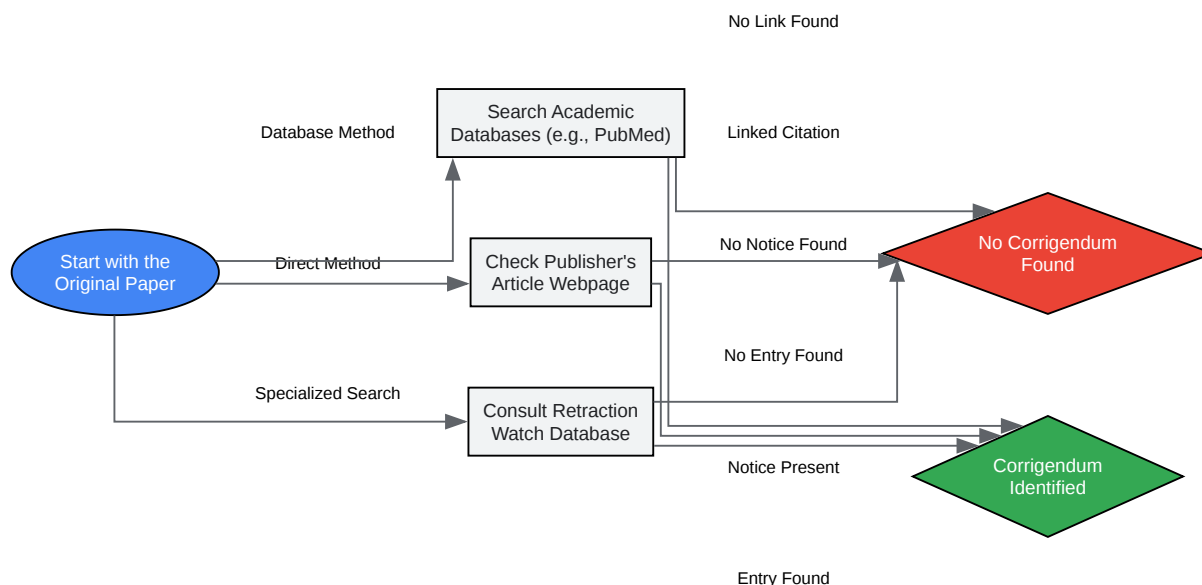 No Link Found
Search Academic
Databases (e.g., PubMed)
Database Method
Linked Citation
Start with the
Original Paper
Direct Method
Check Publisher's
Article Webpage
No Notice Found
No Corrigendum
Found
No Entry Found
Specialized Search
Consult Retraction
Watch Database
Notice Present
Corrigendum
Identified
Entry Found